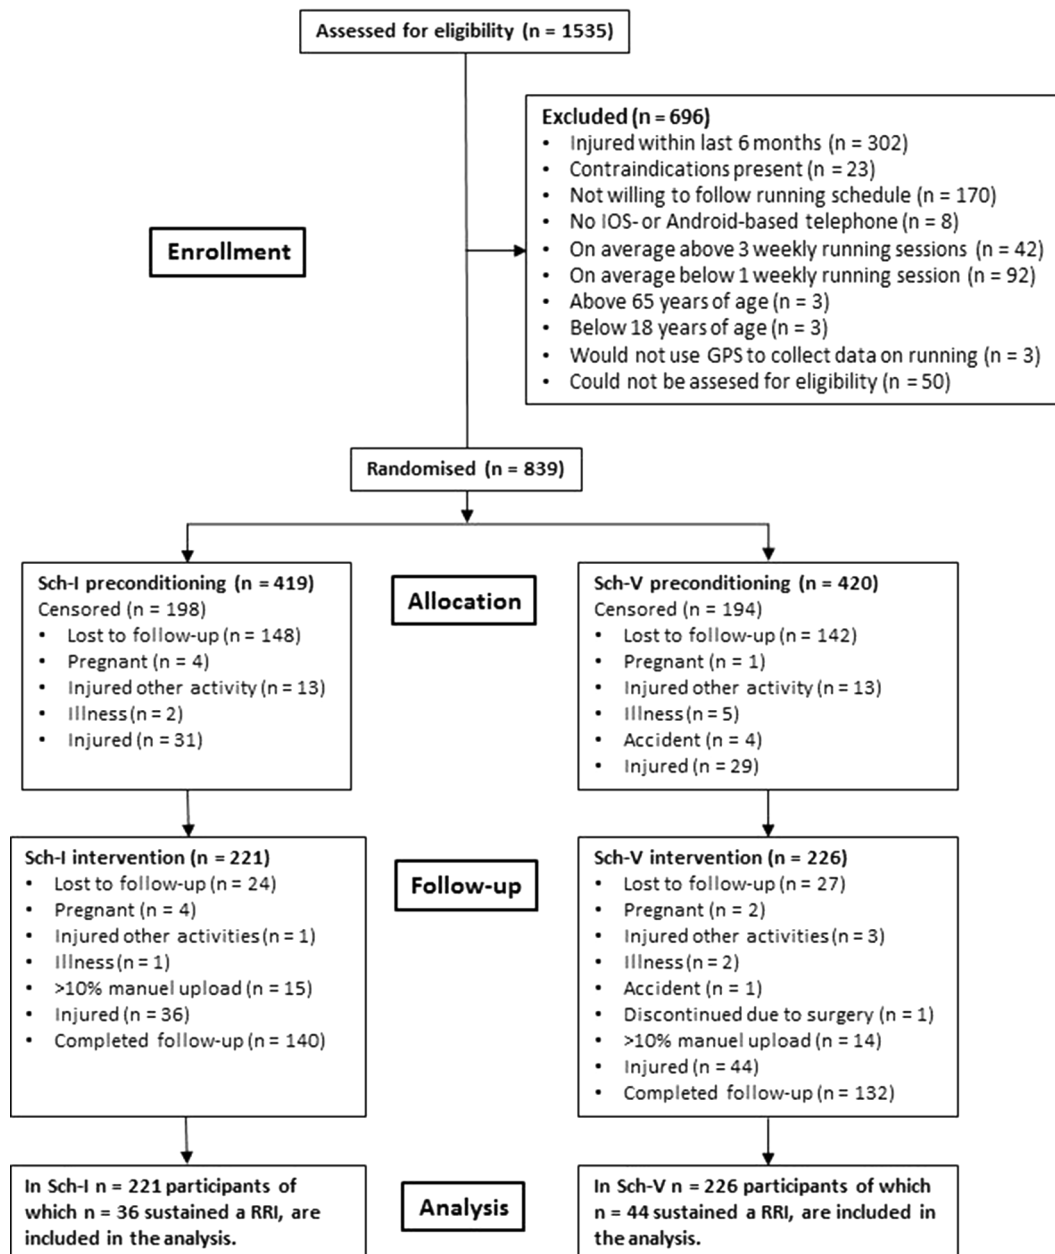 Assessed for eligibility (n = 1535)
Excluded (n = 696)
• Injured within last 6 months (n = 302)
• Contraindications present (n = 23)
• Not willing to follow running schedule (n = 170)
• No IOS- or Android-based telephone (n = 8)
• On average above 3 weekly running sessions (n = 42)
• On average below 1 weekly running session (n = 92)
• Above 65 years of age (n = 3)
• Below 18 years of age (n = 3)
• Would not use GPS to collect data on running (n = 3)
• Could not be assesed for eligibility (n = 50)
Enrollment
Randomised (n = 839)
Sch-I preconditioning (n = 419)
Censored (n = 198)
• Lost to follow-up (n = 148)
• Pregnant (n = 4)
• Injured other activity (n = 13)
• Illness (n = 2)
• Injured (n = 31)
Allocation
Sch-V preconditioning (n = 420)
Censored (n = 194)
• Lost to follow-up (n = 142)
• Pregnant (n = 1)
• Injured other activity (n = 13)
• Illness (n = 5)
• Accident (n = 4)
• Injured (n = 29)
Sch-I intervention (n = 221)
• Lost to follow-up (n = 24)
• Pregnant (n = 4)
• Injured other activities (n = 1)
• Illness (n = 1)
• >10% manuel upload (n = 15)
• Injured (n = 36)
• Completed follow-up (n = 140)
Follow-up
Sch-V intervention (n = 226)
• Lost to follow-up (n = 27)
• Pregnant (n = 2)
• Injured other activities (n = 3)
• Illness (n = 2)
• Accident (n = 1)
• Discontinued due to surgery (n = 1)
• >10% manuel upload (n = 14)
• Injured (n = 44)
• Completed follow-up (n = 132)
In Sch-I n = 221 participants of
which n = 36 sustained a RRI, are
included in the analysis.
Analysis
In Sch-V n = 226 participants of which
n = 44 sustained a RRI, are included in
the analysis.